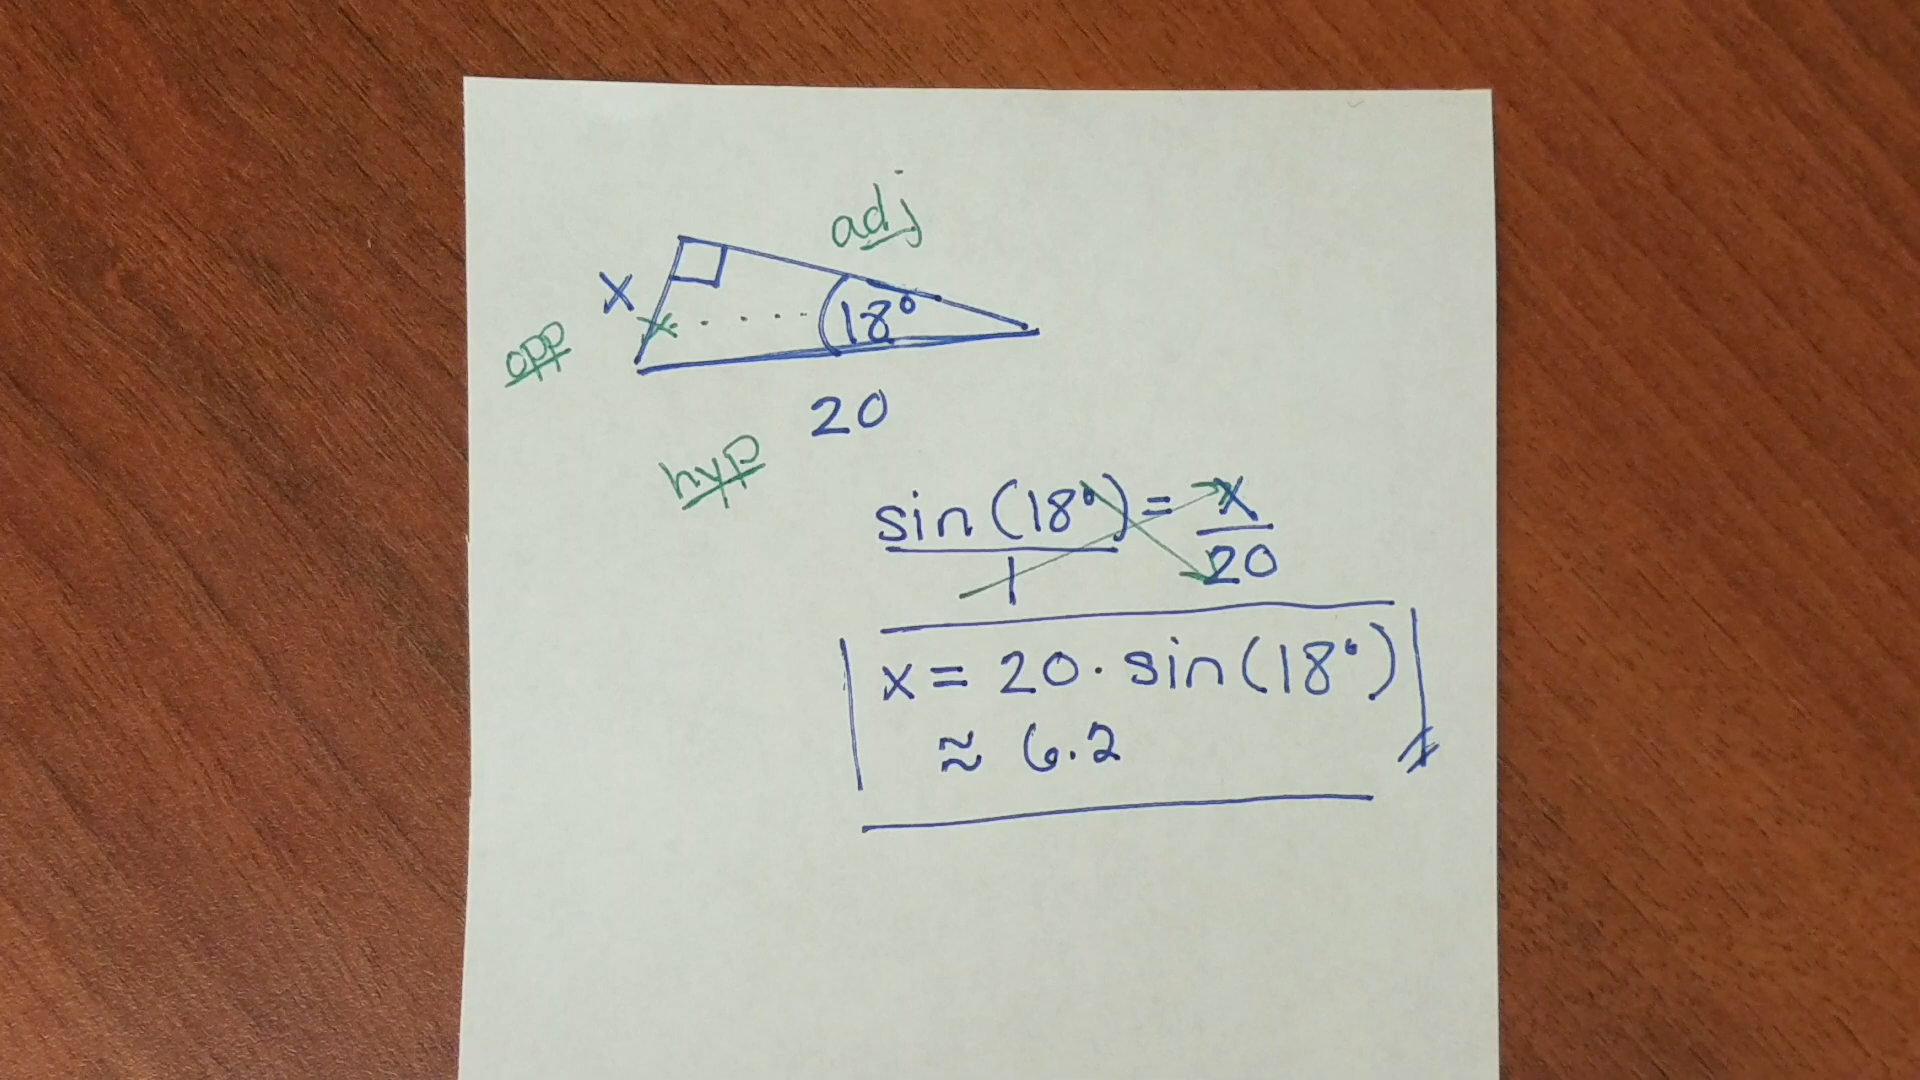 adj
x
18°
opp
20
hyp
sin(18°) = x
1 20
x = 20 · sin(18°)
≈ 6.2